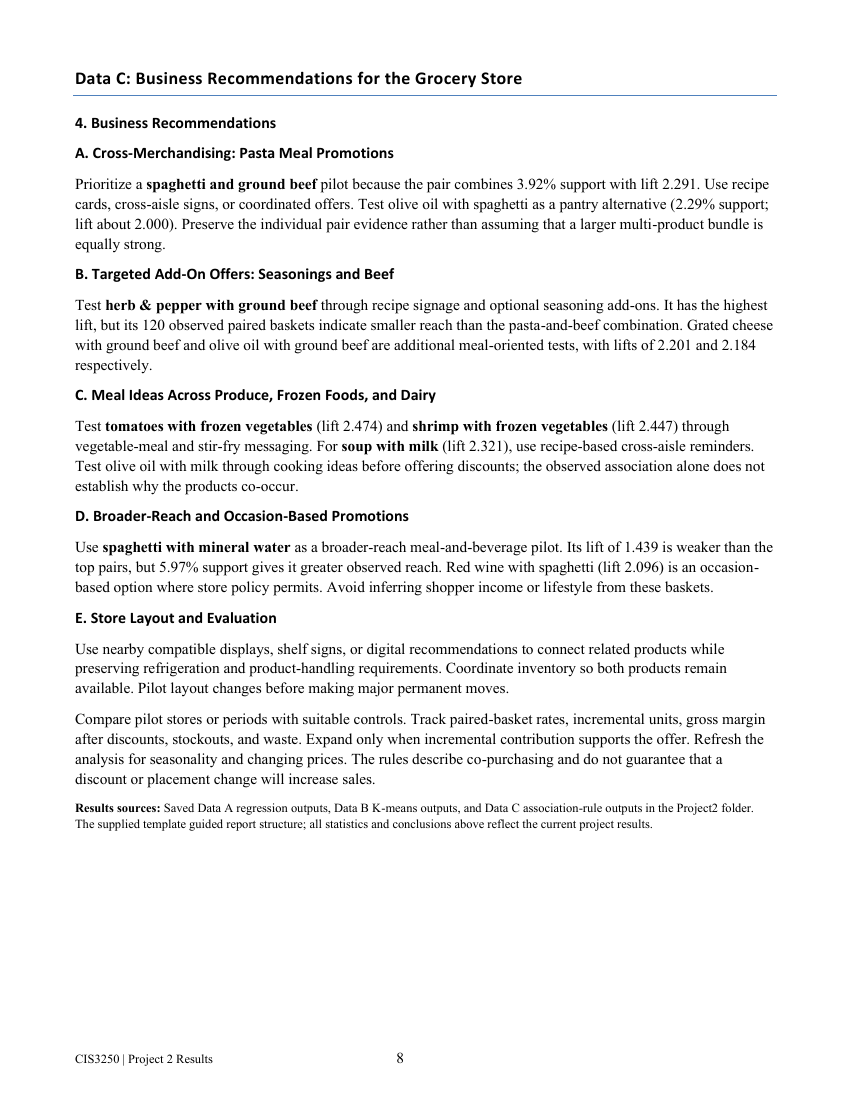 Data C: Business Recommendations for the Grocery Store
4. Business Recommendations
A. Cross-Merchandising: Pasta Meal Promotions
Prioritize a spaghetti and ground beef pilot because the pair combines 3.92% support with lift 2.291. Use recipe
cards, cross-aisle signs, or coordinated offers. Test olive oil with spaghetti as a pantry alternative (2.29% support;
lift about 2.000). Preserve the individual pair evidence rather than assuming that a larger multi-product bundle is
equally strong.
B. Targeted Add-On Offers: Seasonings and Beef
Test herb & pepper with ground beef through recipe signage and optional seasoning add-ons. It has the highest
lift, but its 120 observed paired baskets indicate smaller reach than the pasta-and-beef combination. Grated cheese
with ground beef and olive oil with ground beef are additional meal-oriented tests, with lifts of 2.201 and 2.184
respectively.
C. Meal Ideas Across Produce, Frozen Foods, and Dairy
Test tomatoes with frozen vegetables (lift 2.474) and shrimp with frozen vegetables (lift 2.447) through
vegetable-meal and stir-fry messaging. For soup with milk (lift 2.321), use recipe-based cross-aisle reminders.
Test olive oil with milk through cooking ideas before offering discounts; the observed association alone does not
establish why the products co-occur.
D. Broader-Reach and Occasion-Based Promotions
Use spaghetti with mineral water as a broader-reach meal-and-beverage pilot. Its lift of 1.439 is weaker than the
top pairs, but 5.97% support gives it greater observed reach. Red wine with spaghetti (lift 2.096) is an occasion-
based option where store policy permits. Avoid inferring shopper income or lifestyle from these baskets.
E. Store Layout and Evaluation
Use nearby compatible displays, shelf signs, or digital recommendations to connect related products while
preserving refrigeration and product-handling requirements. Coordinate inventory so both products remain
available. Pilot layout changes before making major permanent moves.
Compare pilot stores or periods with suitable controls. Track paired-basket rates, incremental units, gross margin
after discounts, stockouts, and waste. Expand only when incremental contribution supports the offer. Refresh the
analysis for seasonality and changing prices. The rules describe co-purchasing and do not guarantee that a
discount or placement change will increase sales.
Results sources: Saved Data A regression outputs, Data B K-means outputs, and Data C association-rule outputs in the Project2 folder.
The supplied template guided report structure; all statistics and conclusions above reflect the current project results.
CIS3250 | Project 2 Results
8